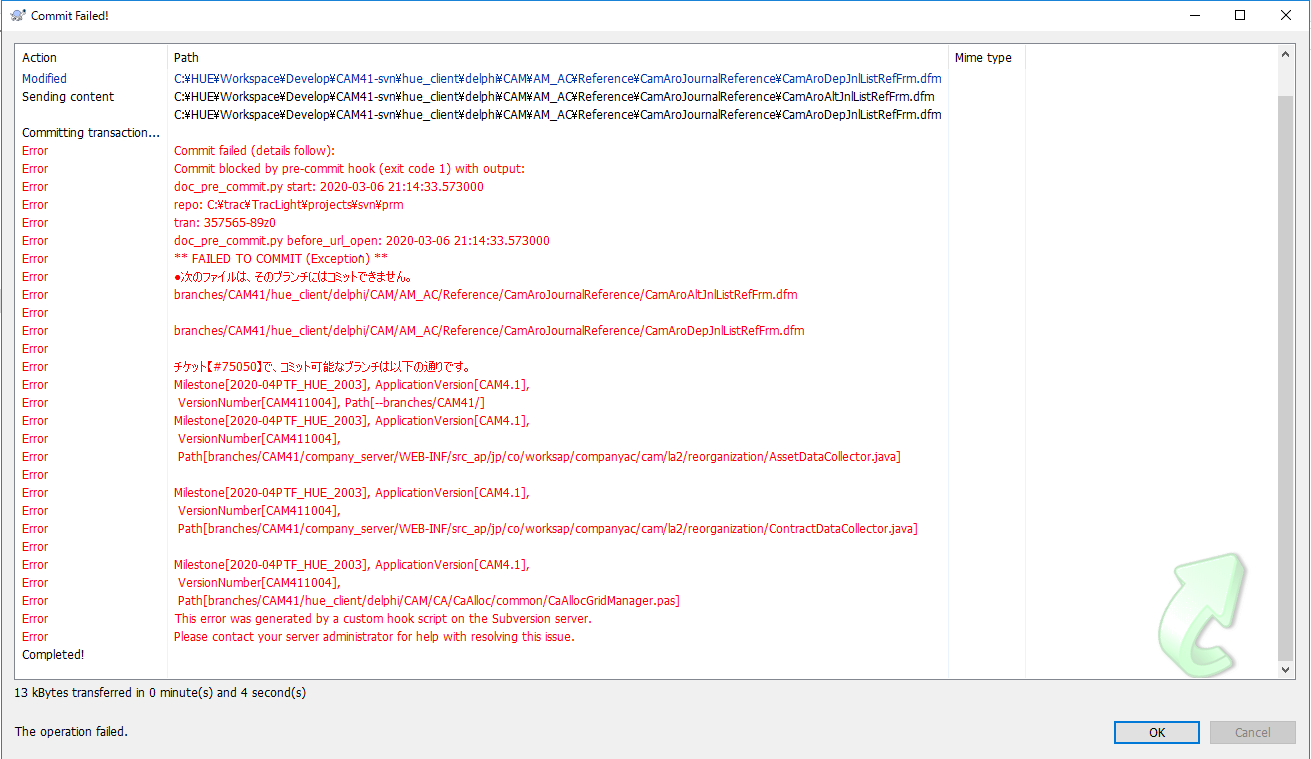 Commit Failed!
Action Path Mime type
Modified C:¥HUE¥Workspace¥Develop¥CAM41-svn¥hue_client¥delph¥CAM¥AM_AC¥Reference¥CamAroJournalReference¥CamAroDepJnlListRefFrm.dfm
Sending content C:¥HUE¥Workspace¥Develop¥CAM41-svn¥hue_client¥delph¥CAM¥AM_AC¥Reference¥CamAroJournalReference¥CamAroAltJnlListRefFrm.dfm
C:¥HUE¥Workspace¥Develop¥CAM41-svn¥hue_client¥delph¥CAM¥AM_AC¥Reference¥CamAroJournalReference¥CamAroDepJnlListRefFrm.dfm
Committing transaction...
Error Commit failed (details follow):
Error Commit blocked by pre-commit hook (exit code 1) with output:
Error doc_pre_commit.py start: 2020-03-06 21:14:33.573000
Error repo: C:¥trac¥TracLight¥projects¥svn¥prm
Error tran: 357565-89z0
Error doc_pre_commit.py before_url_open: 2020-03-06 21:14:33.573000
Error ** FAILED TO COMMIT (Exception) **
Error ●次のファイルは、そのブランチにはコミットできません。
Error branches/CAM41/hue_client/delphi/CAM/AM_AC/Reference/CamAroJournalReference/CamAroAltJnlListRefFrm.dfm
Error
Error branches/CAM41/hue_client/delphi/CAM/AM_AC/Reference/CamAroJournalReference/CamAroDepJnlListRefFrm.dfm
Error
Error チケット【#75050】で、コミット可能なブランチは以下の通りです。
Error Milestone[2020-04PTF_HUE_2003], ApplicationVersion[CAM4.1],
Error VersionNumber[CAM411004], Path[--branches/CAM41/]
Error Milestone[2020-04PTF_HUE_2003], ApplicationVersion[CAM4.1],
Error VersionNumber[CAM411004],
Error Path[branches/CAM41/company_server/WEB-INF/src_ap/jp/co/worksap/companyac/cam/la2/reorganization/AssetDataCollector.java]
Error
Error Milestone[2020-04PTF_HUE_2003], ApplicationVersion[CAM4.1],
Error VersionNumber[CAM411004],
Error Path[branches/CAM41/company_server/WEB-INF/src_ap/jp/co/worksap/companyac/cam/la2/reorganization/ContractDataCollector.java]
Error
Error Milestone[2020-04PTF_HUE_2003], ApplicationVersion[CAM4.1],
Error VersionNumber[CAM411004],
Error Path[branches/CAM41/hue_client/delphi/CAM/CA/CaAlloc/common/CaAllocGridManager.pas]
Error This error was generated by a custom hook script on the Subversion server.
Error Please contact your server administrator for help with resolving this issue.
Completed!
13 kBytes transferred in 0 minute(s) and 4 second(s)
The operation failed.
OK Cancel